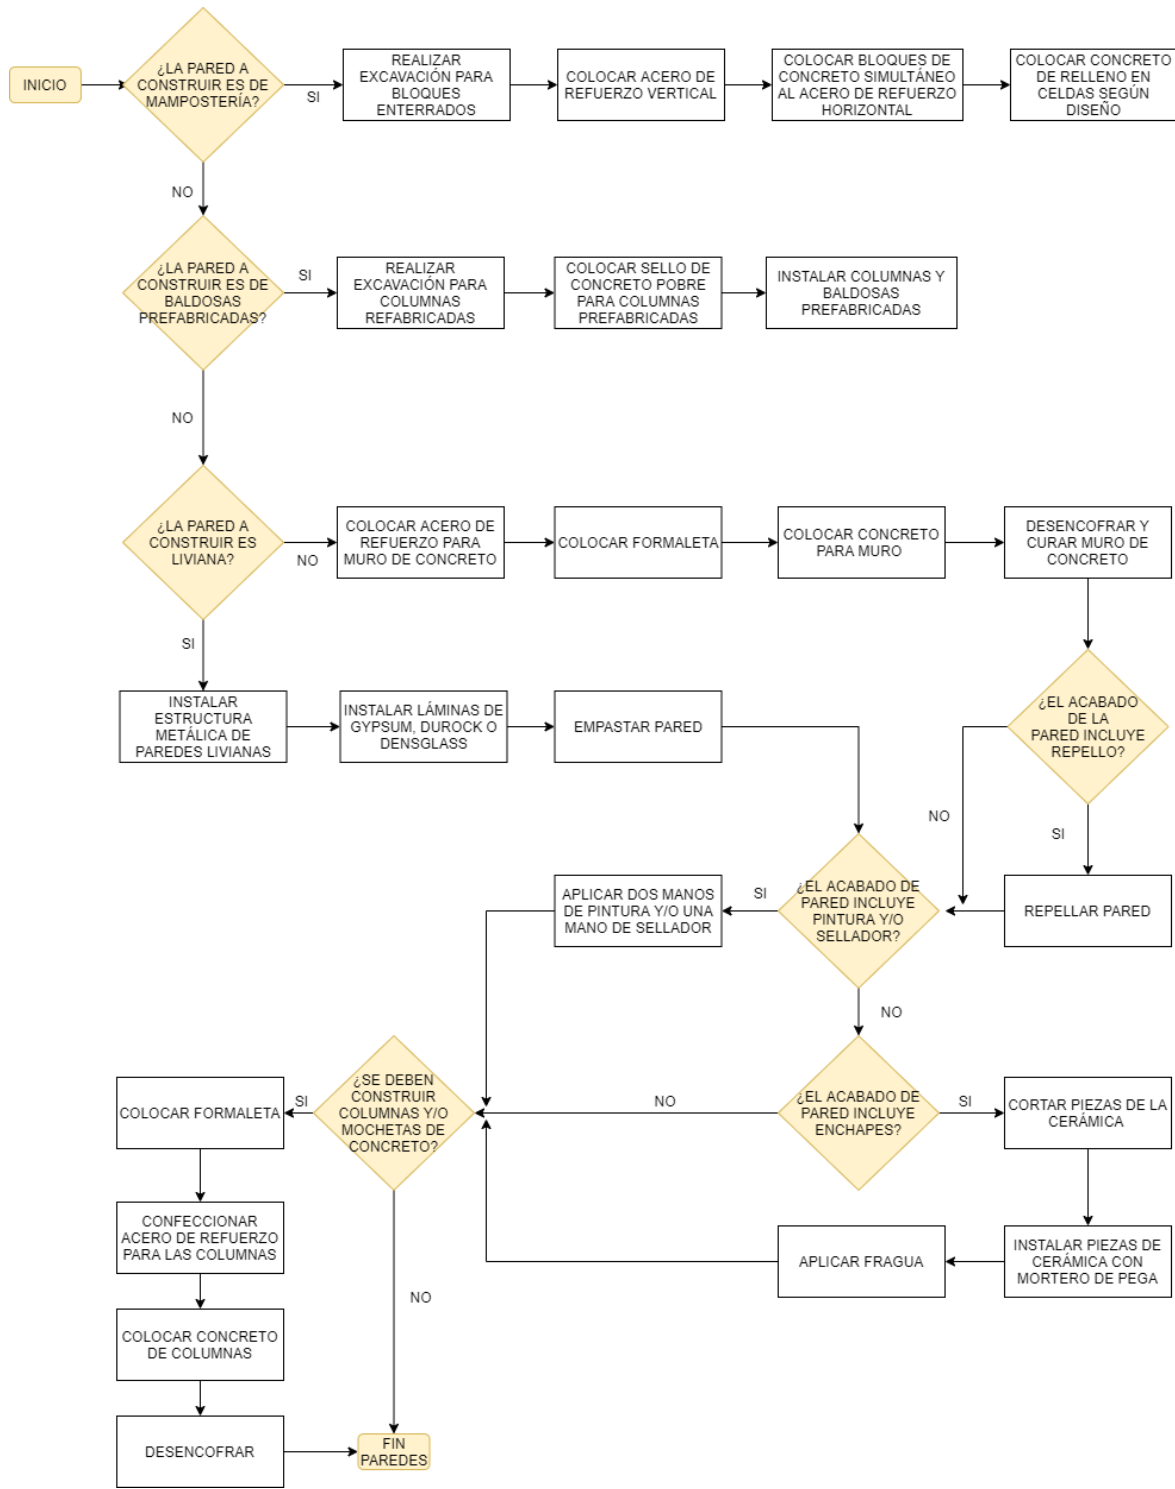 INICIO
¿LA PARED A
CONSTRUIR ES DE
MAMPOSTERÍA?
SI
REALIZAR
EXCAVACIÓN PARA
BLOQUES
ENTERRADOS
COLOCAR ACERO DE
REFUERZO VERTICAL
COLOCAR BLOQUES DE
CONCRETO SIMULTÁNEO
AL ACERO DE REFUERZO
HORIZONTAL
COLOCAR CONCRETO
DE RELLENO EN
CELDAS SEGÚN
DISEÑO
NO
¿LA PARED A
CONSTRUIR ES DE
BALDOSAS
PREFABRICADAS?
SI
REALIZAR
EXCAVACIÓN PARA
COLUMNAS
REFABRICADAS
COLOCAR SELLO DE
CONCRETO POBRE
PARA COLUMNAS
PREFABRICADAS
INSTALAR COLUMNAS Y
BALDOSAS
PREFABRICADAS
NO
¿LA PARED A
CONSTRUIR ES
LIVIANA?
NO
COLOCAR ACERO DE
REFUERZO PARA
MURO DE CONCRETO
COLOCAR FORMALETA
COLOCAR CONCRETO
PARA MURO
DESENCOFRAR Y
CURAR MURO DE
CONCRETO
SI
INSTALAR
ESTRUCTURA
METÁLICA DE
PAREDES LIVIANAS
INSTALAR LÁMINAS DE
GYPSUM, DUROCK O
DENSGLASS
EMPASTAR PARED
¿EL ACABADO
DE LA
PARED INCLUYE
REPELLO?
NO
SI
APLICAR DOS MANOS
DE PINTURA Y/O UNA
MANO DE SELLADOR
SI
¿EL ACABADO DE
PARED INCLUYE
PINTURA Y/O
SELLADOR?
REPELLAR PARED
NO
COLOCAR FORMALETA
SI
¿SE DEBEN
CONSTRUIR
COLUMNAS Y/O
MOCHETAS DE
CONCRETO?
NO
¿EL ACABADO DE
PARED INCLUYE
ENCHAPES?
SI
CORTAR PIEZAS DE LA
CERÁMICA
CONFECCIONAR
ACERO DE REFUERZO
PARA LAS COLUMNAS
APLICAR FRAGUA
INSTALAR PIEZAS DE
CERÁMICA CON
MORTERO DE PEGA
NO
COLOCAR CONCRETO
DE COLUMNAS
DESENCOFRAR
FIN
PAREDES